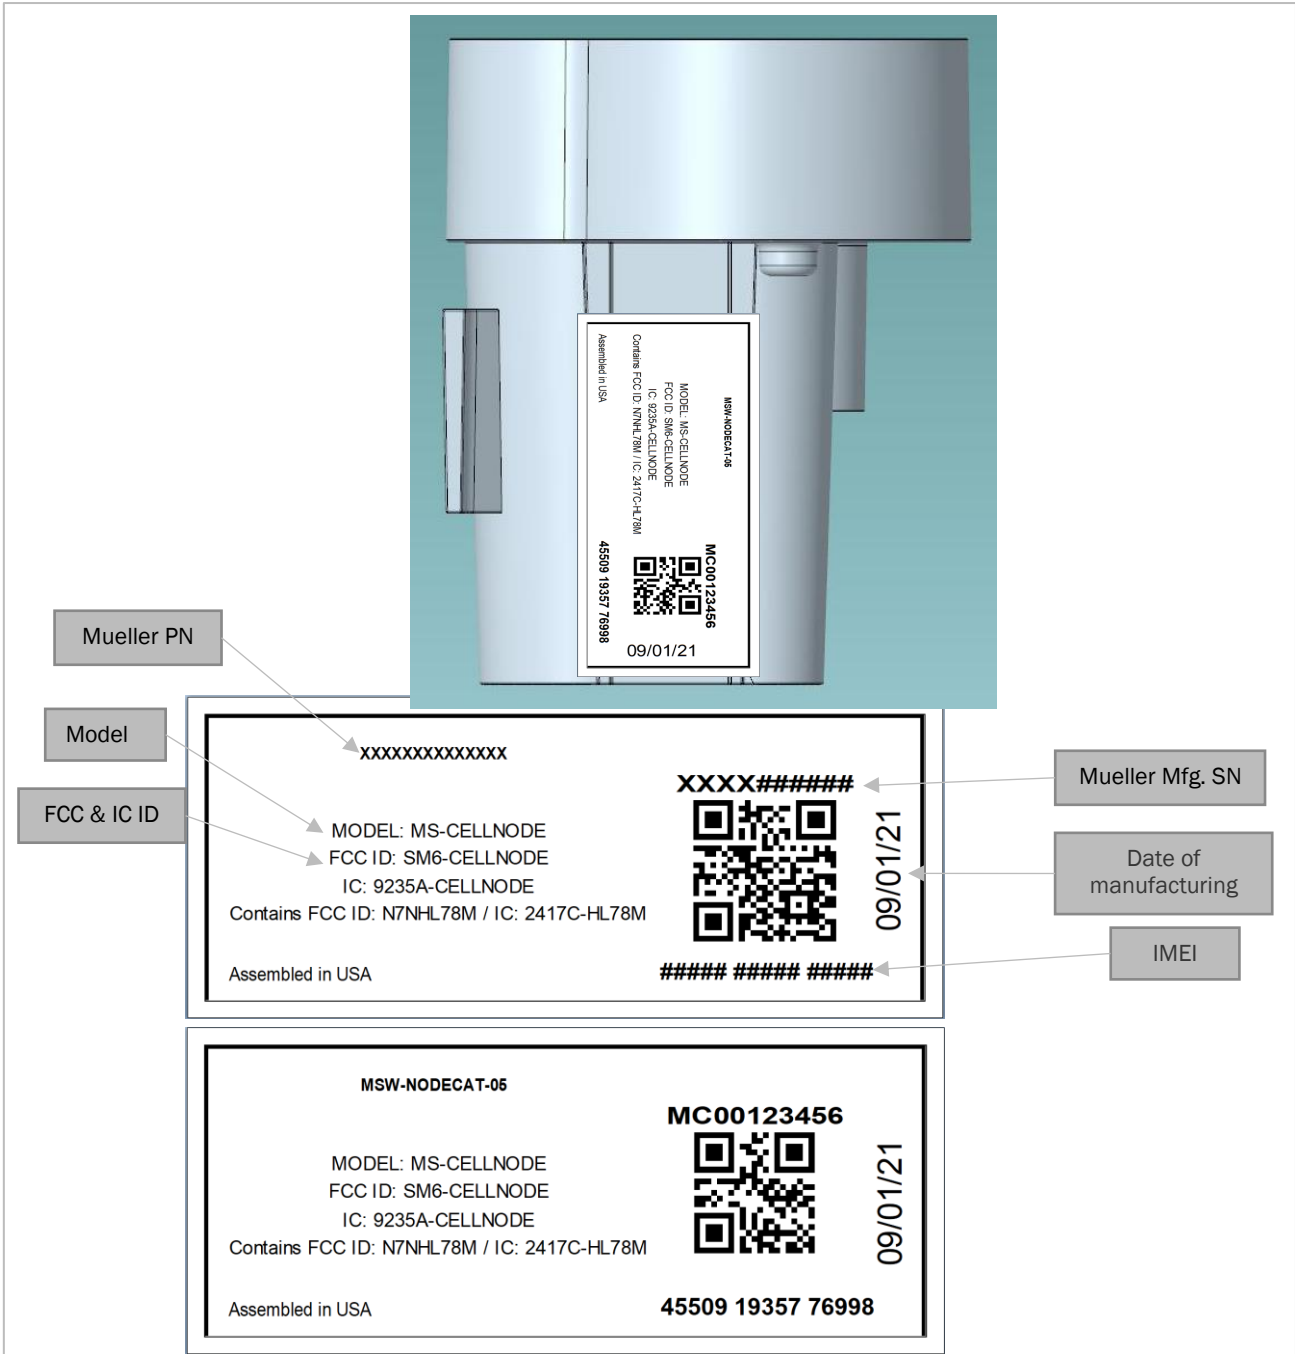 MSW-NODECAT-05
MODEL: MS-CELLNODE
FCC ID: SM6-CELLNODE
IC: 9235A-CELLNODE
Contains FCC ID: N7NHL78M / IC: 2417C-HL78M
Assembled in USA
MC00123456
45509 19357 76998
09/01/21
Mueller PN
Model
FCC & IC ID
XXXXXXXXXXXXXX
MODEL: MS-CELLNODE
FCC ID: SM6-CELLNODE
IC: 9235A-CELLNODE
Contains FCC ID: N7NHL78M / IC: 2417C-HL78M
Assembled in USA
XXXX######
09/01/21
##### ##### #####
Mueller Mfg. SN
Date of
manufacturing
IMEI
MSW-NODECAT-05
MODEL: MS-CELLNODE
FCC ID: SM6-CELLNODE
IC: 9235A-CELLNODE
Contains FCC ID: N7NHL78M / IC: 2417C-HL78M
Assembled in USA
MC00123456
09/01/21
45509 19357 76998